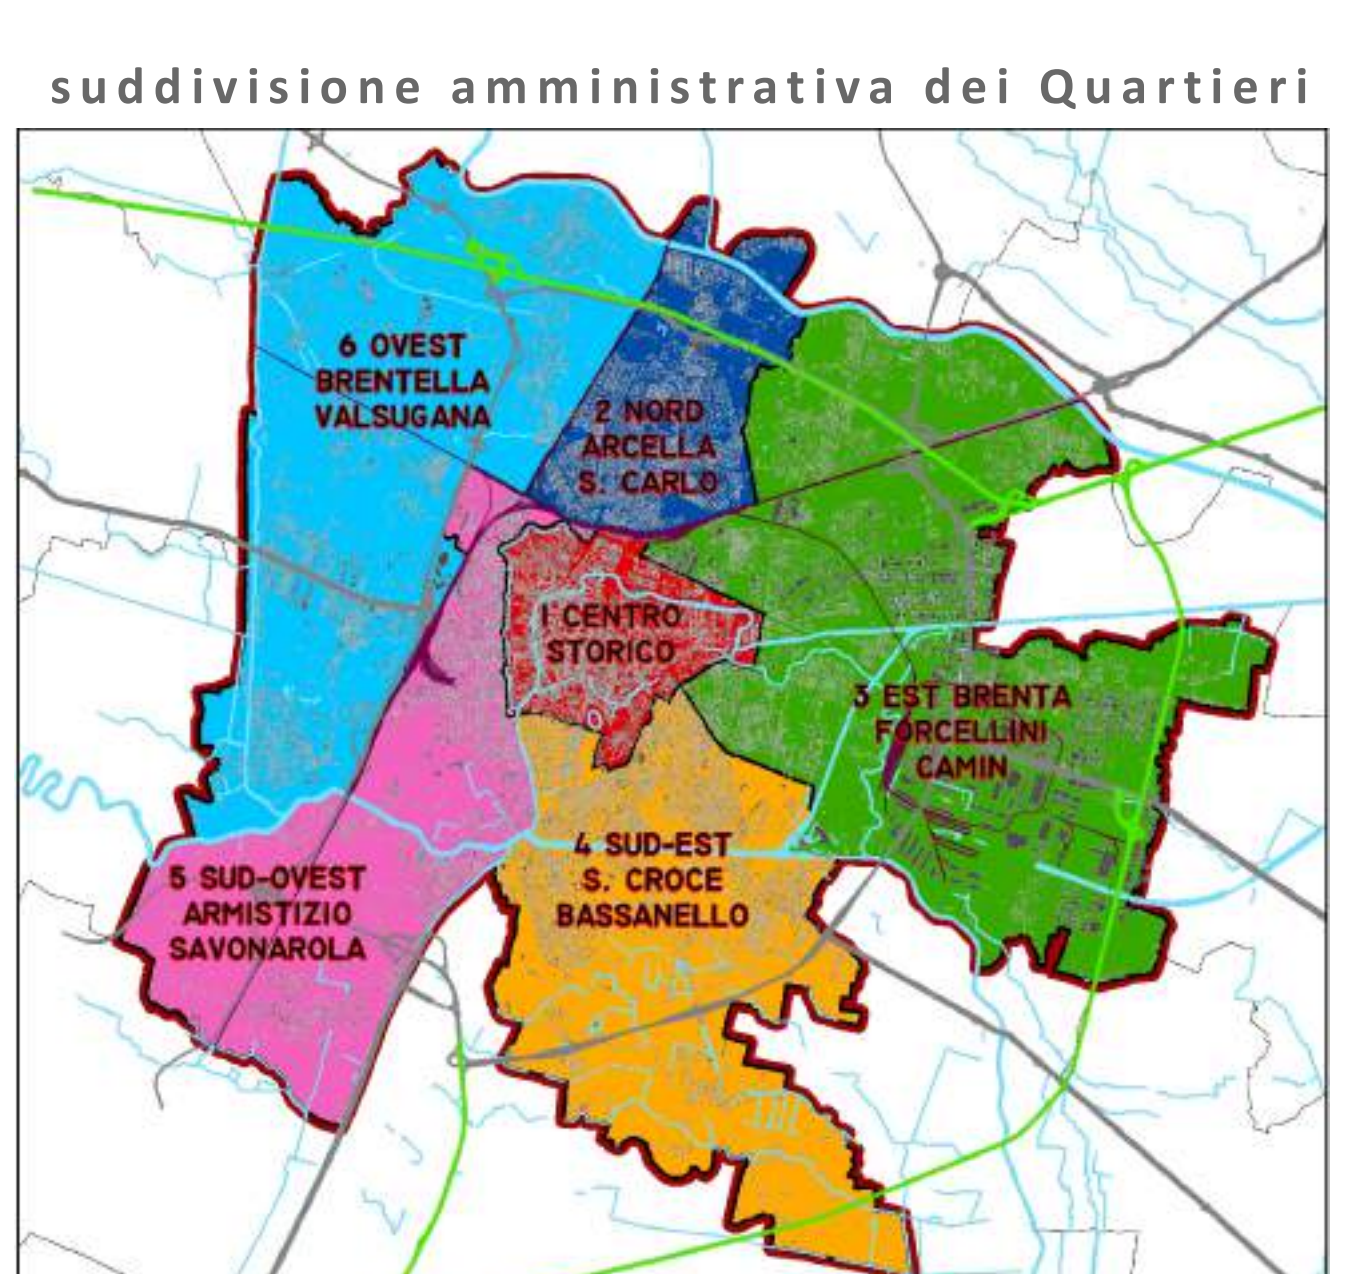 suddivisione amministrativa dei Quartieri
6 OVEST
BRENTELLA
VALSUGANA
2 NORD
ARCELLA
S. CARLO
1 CENTRO
STORICO
3 EST BRENTA
FORCELLINI
CAMIN
4 SUD-EST
S. CROCE
BASSANELLO
5 SUD-OVEST
ARMISTIZIO
SAVONAROLA